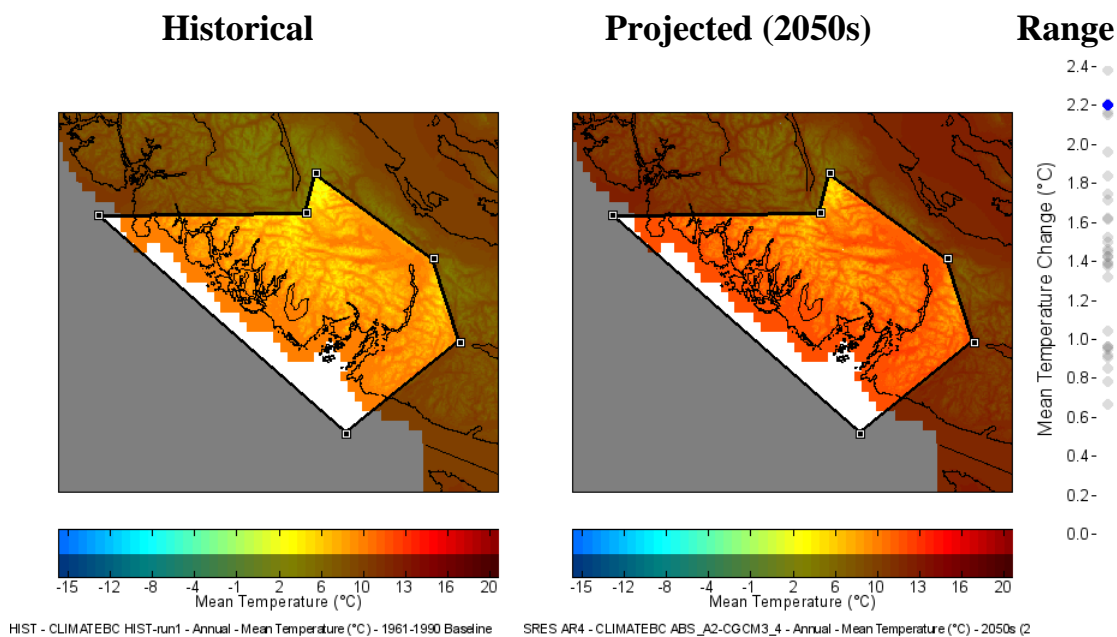 Historical
Projected (2050s)
Range
2.4-
2.2-
2.0-
1.8-
1.6-
1.4-
1.2-
1.0-
0.8-
0.6-
0.4-
0.2-
0.0-
Mean Temperature Change (°C)
-15 -12 -8 -4 -1 2 6 10 13 16 20
Mean Temperature (°C)
-15 -12 -8 -4 -1 2 6 10 13 16 20
Mean Temperature (°C)
HIST - CLIMATEBC HIST-run1 - Annual - Mean Temperature (°C) - 1961-1990 Baseline
SRES AR4 - CLIMATEBC ABS_A2-CGCM3_4 - Annual - Mean Temperature (°C) - 2050s (2